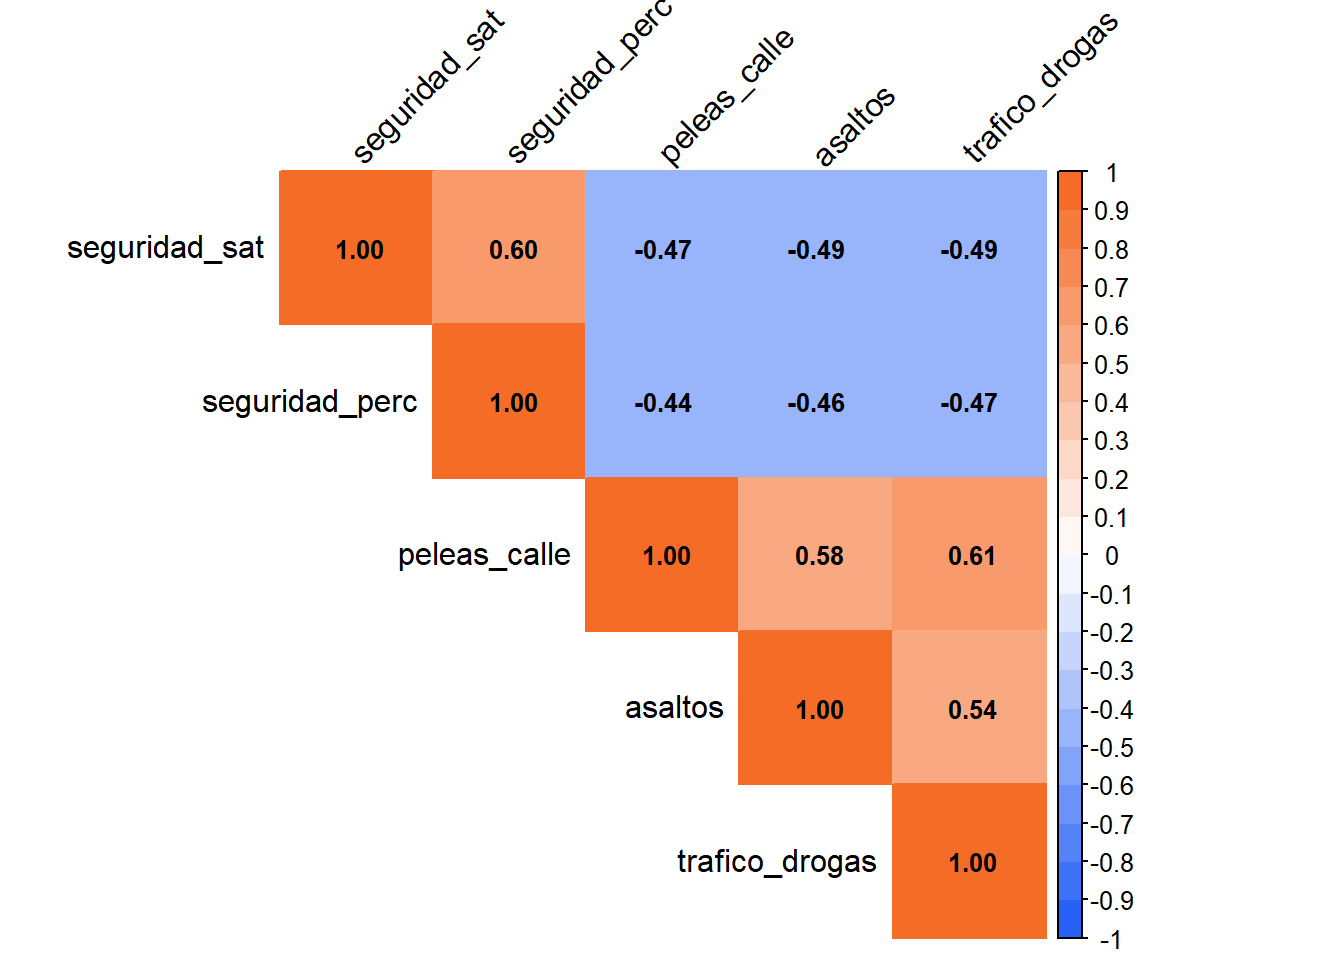 seguridad_sat
seguridad_perc
peleas_calle
asaltos
trafico_drogas
seguridad_sat 1.00 0.60 -0.47 -0.49 -0.49
seguridad_perc 1.00 -0.44 -0.46 -0.47
peleas_calle 1.00 0.58 0.61
asaltos 1.00 0.54
trafico_drogas 1.00
1
0.9
0.8
0.7
0.6
0.5
0.4
0.3
0.2
0.1
0
-0.1
-0.2
-0.3
-0.4
-0.5
-0.6
-0.7
-0.8
-0.9
-1